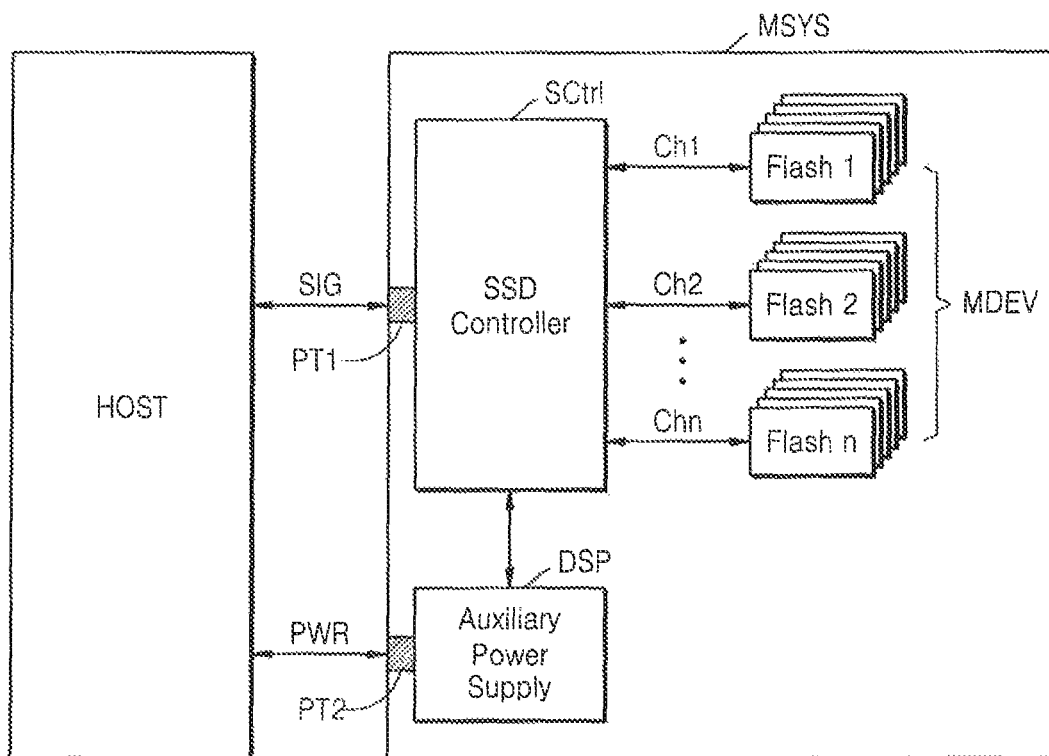 MSYS
SCtrl
Ch1
Flash 1
SIG
SSD
Controller
Ch2
Flash 2
MDEV
PT1
HOST
Chn
Flash n
DSP
PWR
Auxiliary
Power
Supply
PT2